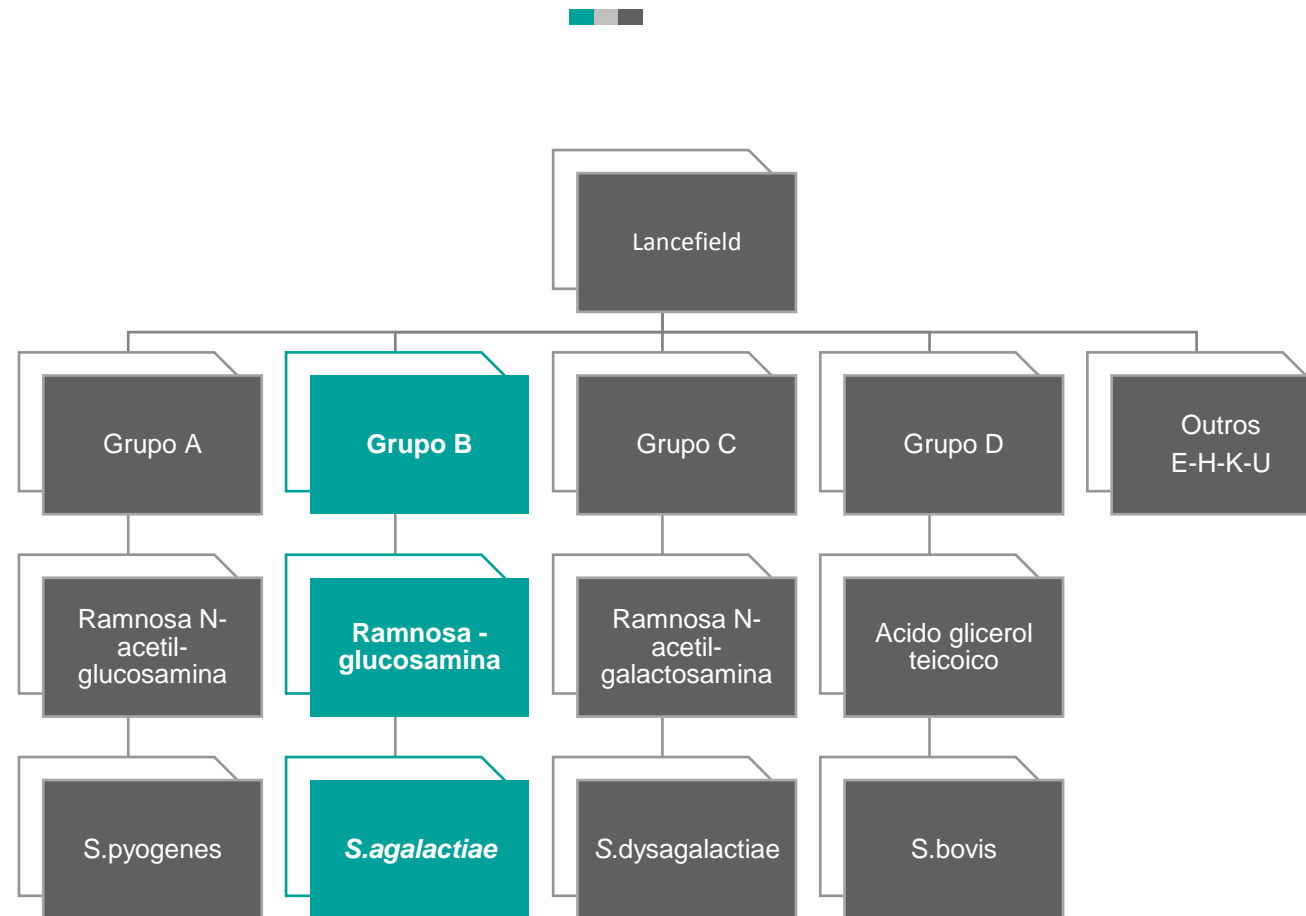 Lancefield
Grupo A
Grupo B
Grupo C
Grupo D
Outros
E-H-K-U
Ramnosa N-
acetil-
glucosamina
Ramnosa -
glucosamina
Ramnosa N-
acetil-
galactosamina
Acido glicerol
teicoico
S.pyogenes
S.agalactiae
S.dysagalactiae
S.bovis